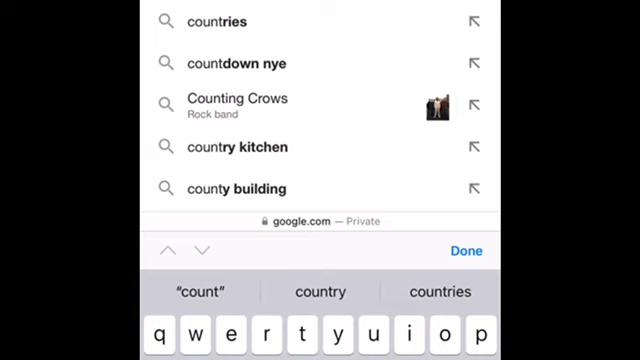 countries
countdown nye
Counting Crows
Rock band
country kitchen
county building
google.com — Private
Done
“count” country countries
q w e r t y u i o p